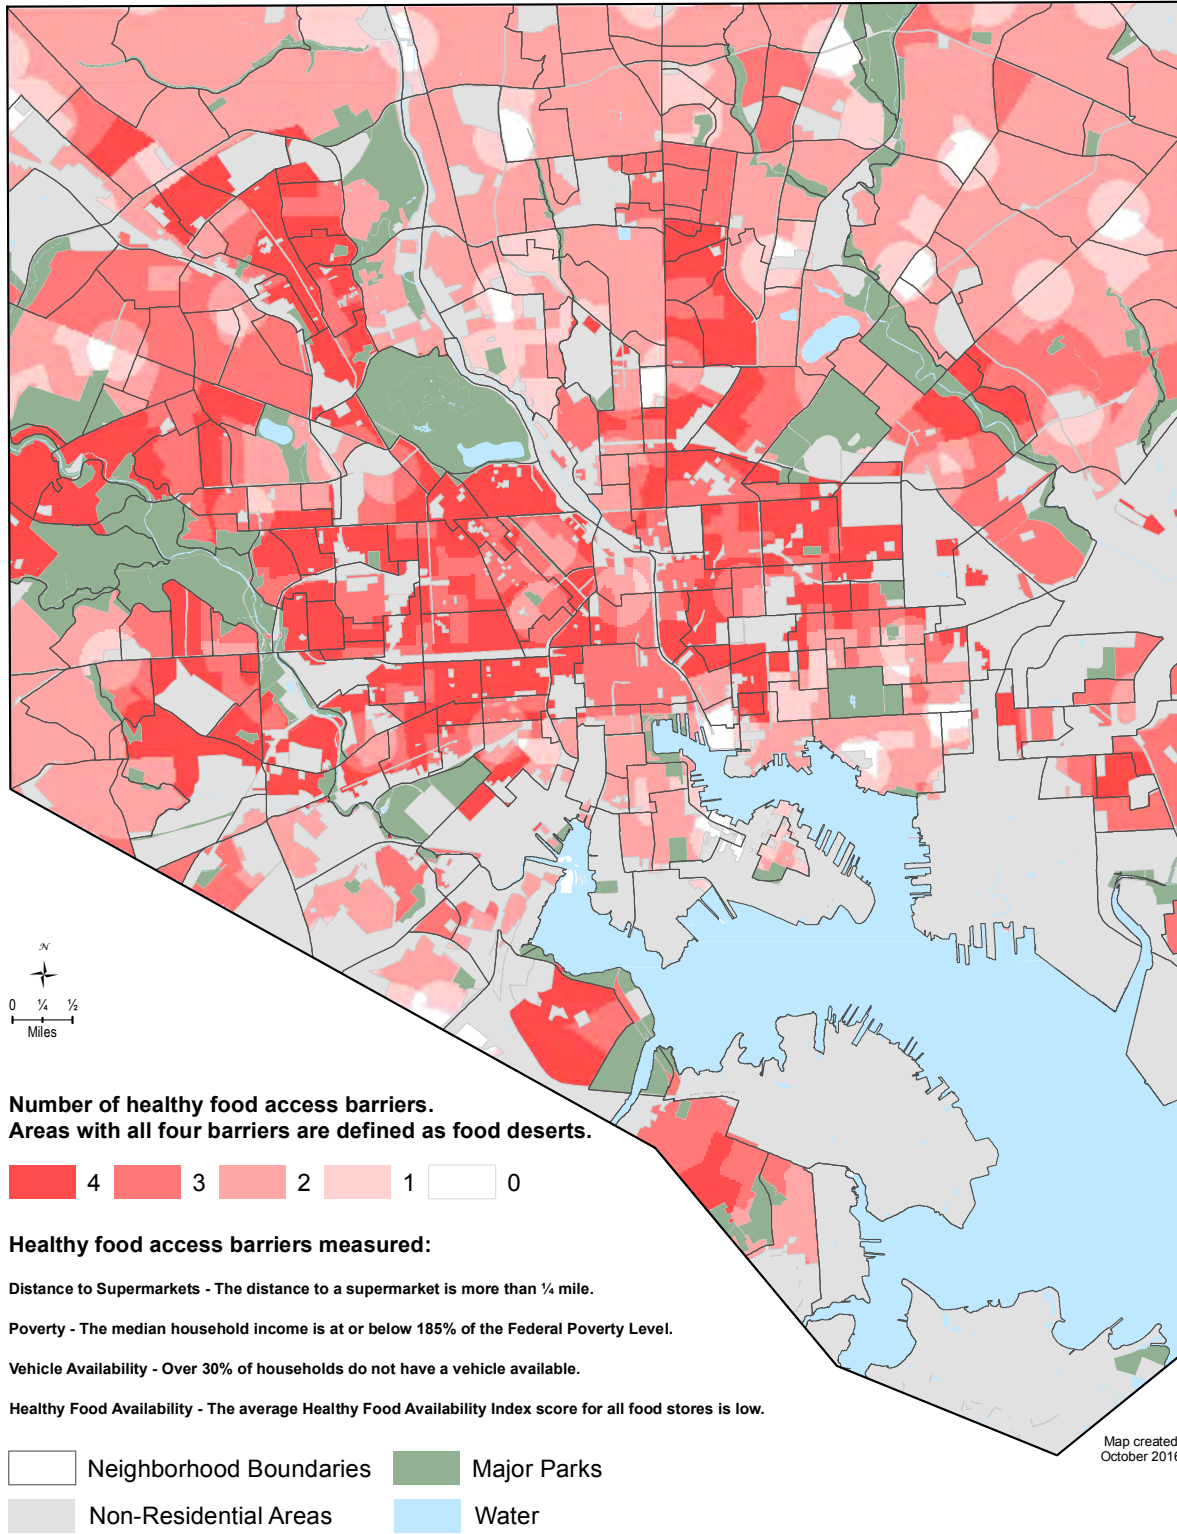 N
0 ¼ ½
Miles
Number of healthy food access barriers.
Areas with all four barriers are defined as food deserts.
4 3 2 1 0
Healthy food access barriers measured:
Distance to Supermarkets - The distance to a supermarket is more than ¼ mile.
Poverty - The median household income is at or below 185% of the Federal Poverty Level.
Vehicle Availability - Over 30% of households do not have a vehicle available.
Healthy Food Availability - The average Healthy Food Availability Index score for all food stores is low.
Map created
October 2016
Neighborhood Boundaries Major Parks
Non-Residential Areas Water